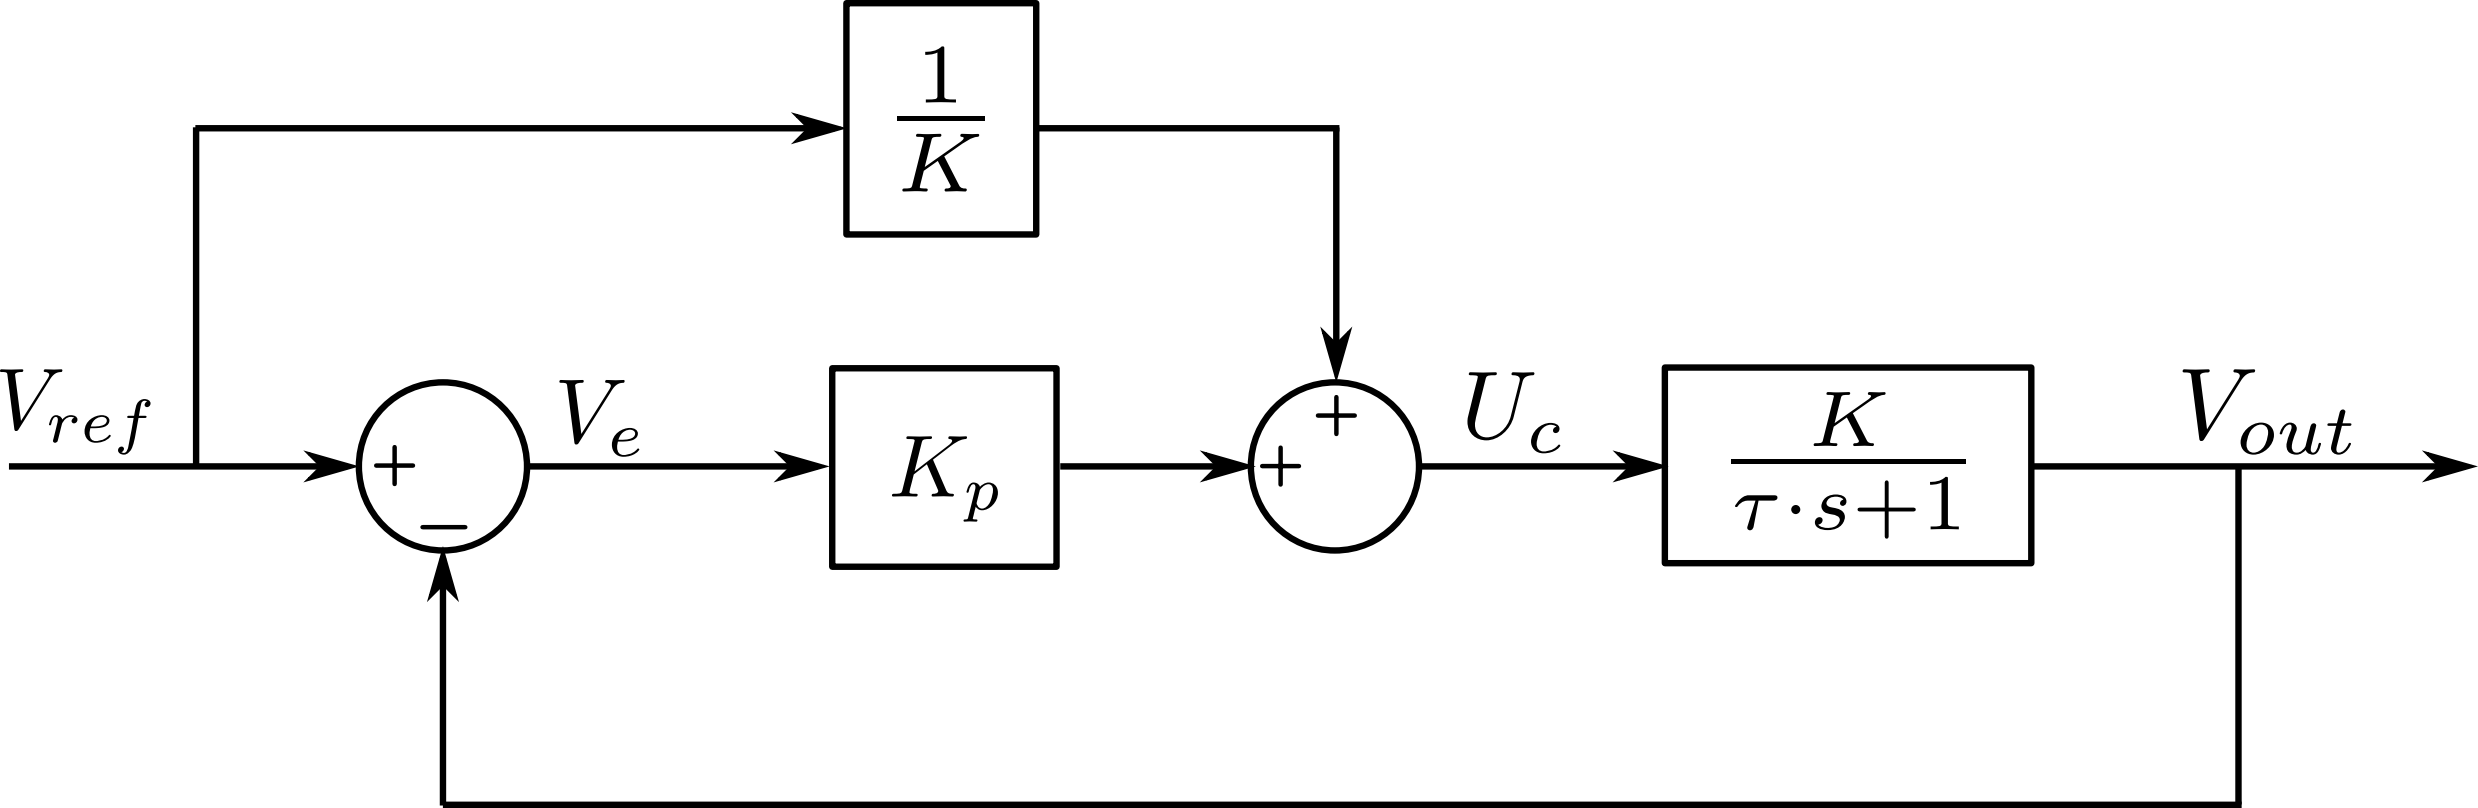 1
K
V_ref
V_e
U_c
V_out
+
−
K_p
+
+
K
τ·s+1